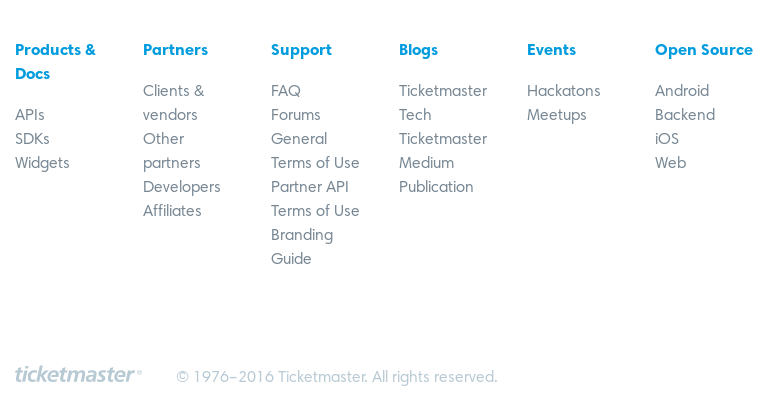 Products &
Docs
APIs
SDKs
Widgets
Partners
Clients &
vendors
Other
partners
Developers
Affiliates
Support
FAQ
Forums
General
Terms of Use
Partner API
Terms of Use
Branding
Guide
Blogs
Ticketmaster
Tech
Ticketmaster
Medium
Publication
Events
Hackatons
Meetups
Open Source
Android
Backend
iOS
Web
ticketmaster® © 1976–2016 Ticketmaster. All rights reserved.